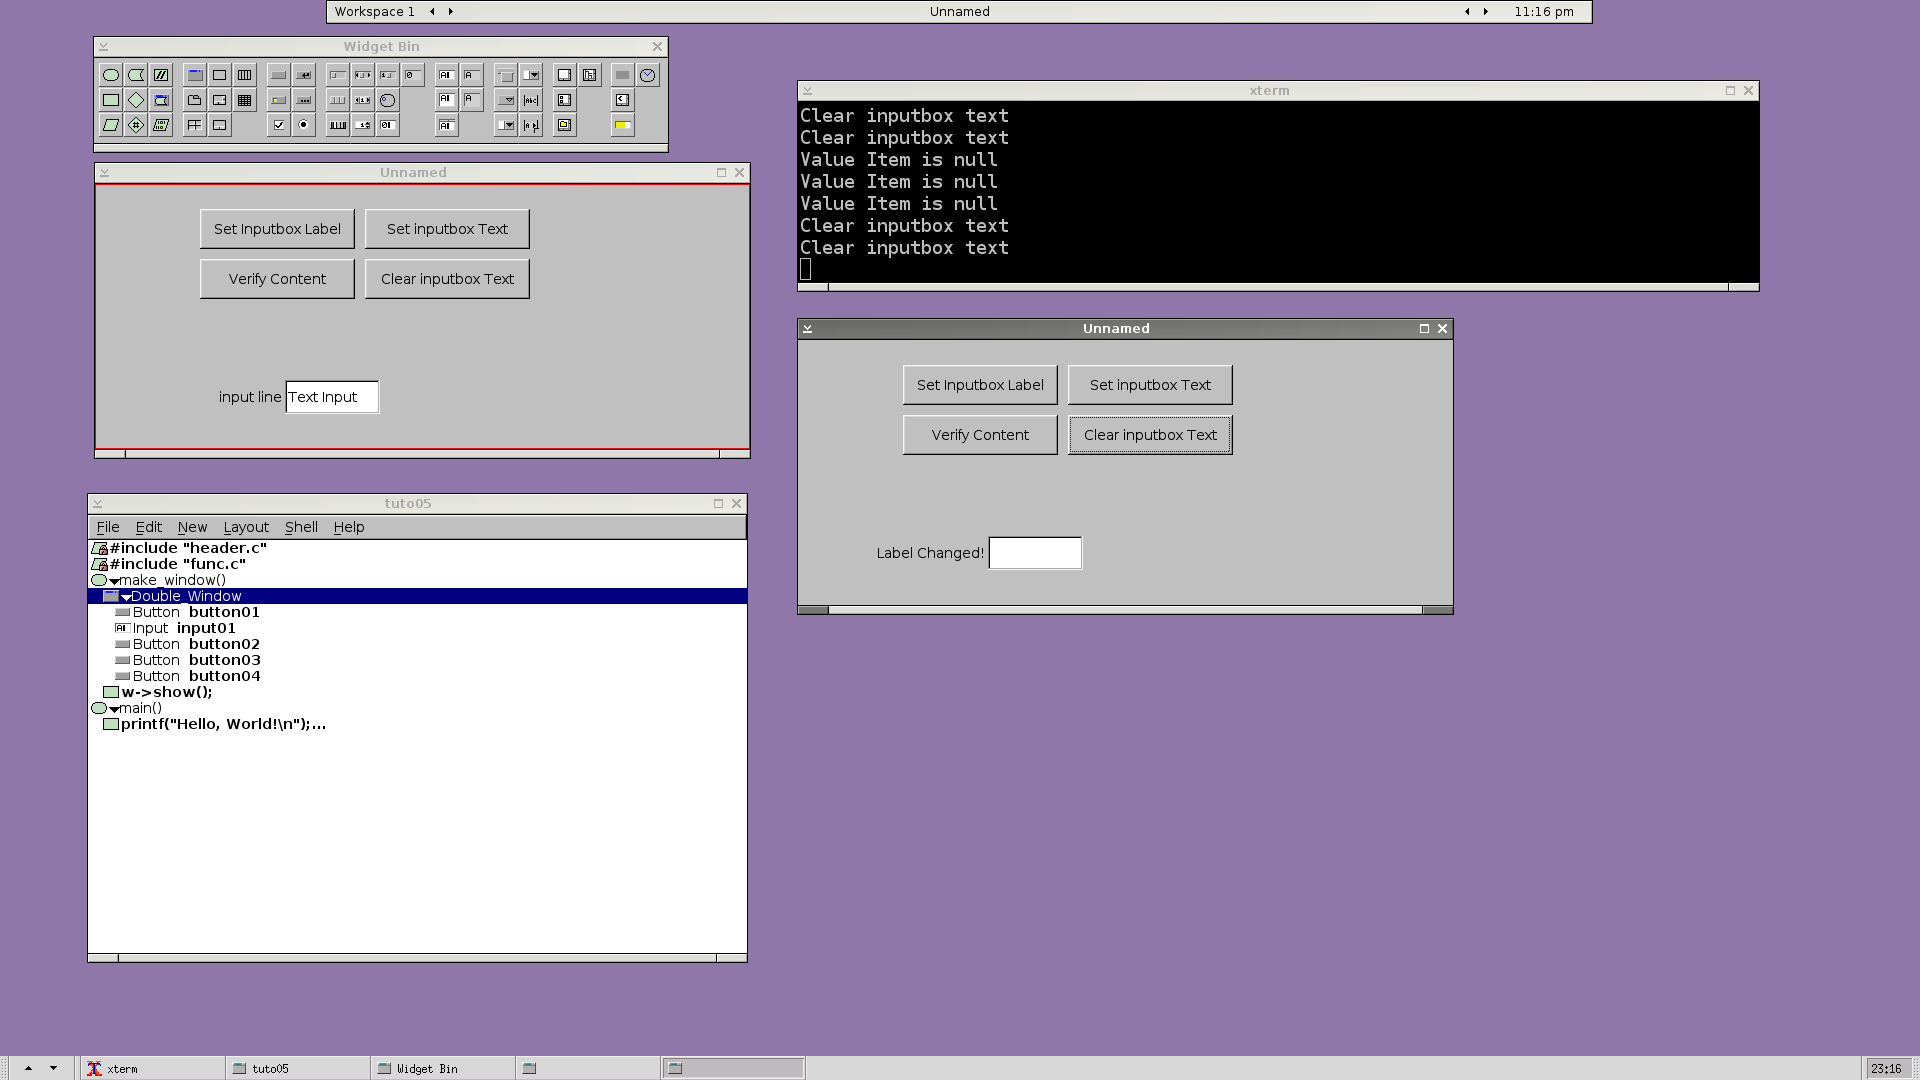 Workspace 1
Unnamed
11:16 pm
Widget Bin
Unnamed
Set Inputbox Label
Set inputbox Text
Verify Content
Clear inputbox Text
input line
Text Input
xterm
Clear inputbox text
Clear inputbox text
Value Item is null
Value Item is null
Value Item is null
Clear inputbox text
Clear inputbox text
Unnamed
Set Inputbox Label
Set inputbox Text
Verify Content
Clear inputbox Text
Label Changed!
tuto05
File Edit New Layout Shell Help
#include "header.c"
#include "func.c"
make_window()
Double_Window
Button button01
Input input01
Button button02
Button button03
Button button04
w->show();
main()
printf("Hello, World!\n");...
xterm
tuto05
Widget Bin
23:16